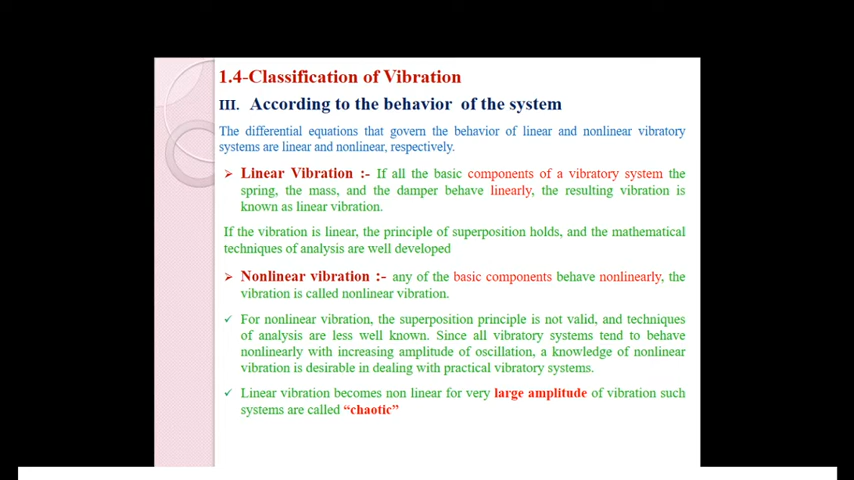 1.4-Classification of Vibration
III. According to the behavior of the system
The differential equations that govern the behavior of linear and nonlinear vibratory
systems are linear and nonlinear, respectively.
➢ Linear Vibration :- If all the basic components of a vibratory system the
spring, the mass, and the damper behave linearly, the resulting vibration is
known as linear vibration.
If the vibration is linear, the principle of superposition holds, and the mathematical
techniques of analysis are well developed
➢ Nonlinear vibration :- any of the basic components behave nonlinearly, the
vibration is called nonlinear vibration.
✓ For nonlinear vibration, the superposition principle is not valid, and techniques
of analysis are less well known. Since all vibratory systems tend to behave
nonlinearly with increasing amplitude of oscillation, a knowledge of nonlinear
vibration is desirable in dealing with practical vibratory systems.
✓ Linear vibration becomes non linear for very large amplitude of vibration such
systems are called “chaotic”